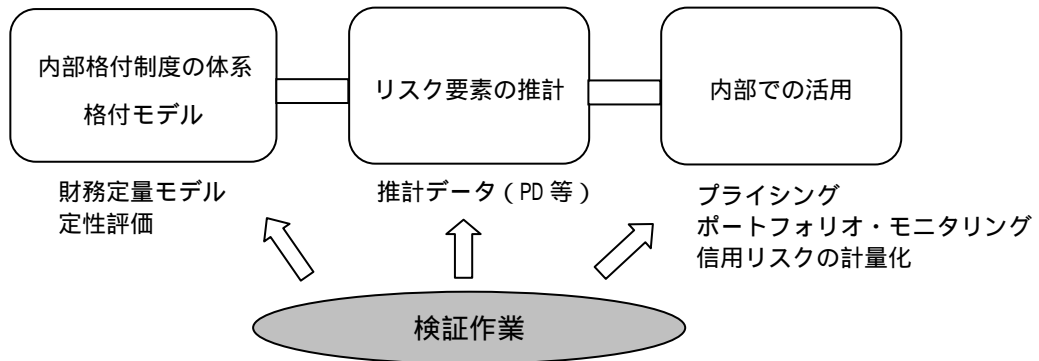 内部格付制度の体系
格付モデル
リスク要素の推計
内部での活用
財務定量モデル
定性評価
推計データ（PD 等）
プライシング
ポートフォリオ・モニタリング
信用リスクの計量化
検証作業